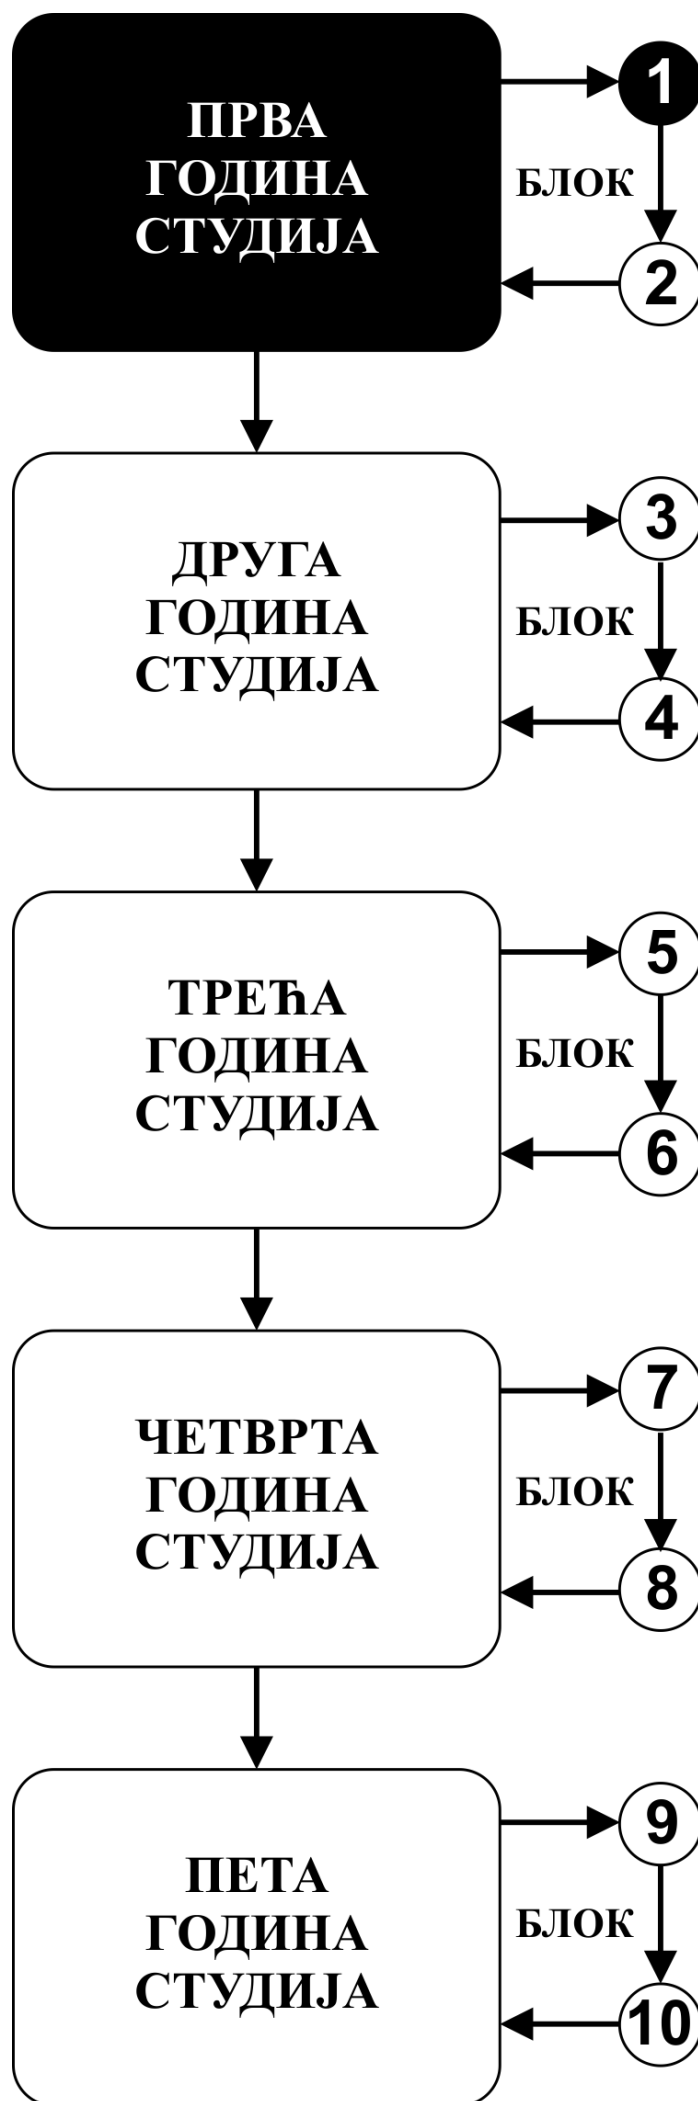 ПРВА
ГОДИНА
СТУДИЈА
1
БЛОК
2
ДРУГА
ГОДИНА
СТУДИЈА
3
БЛОК
4
ТРЕЋА
ГОДИНА
СТУДИЈА
5
БЛОК
6
ЧЕТВРТА
ГОДИНА
СТУДИЈА
7
БЛОК
8
ПЕТА
ГОДИНА
СТУДИЈА
9
БЛОК
10